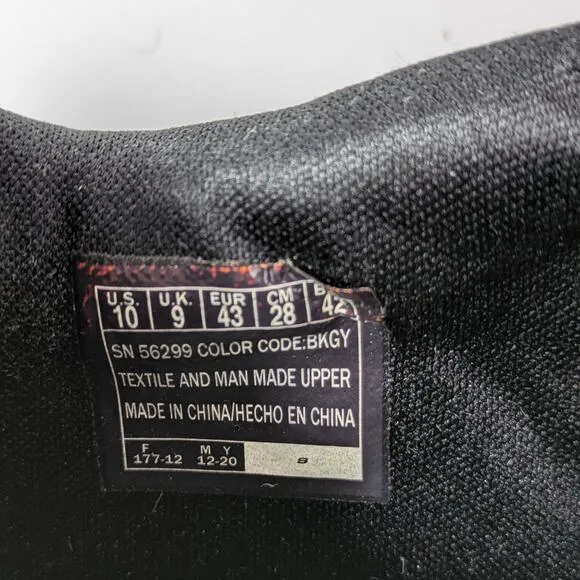 U.S. U.K. EUR CM
10 9 43 28 42
SN 56299 COLOR CODE:BKGY
TEXTILE AND MAN MADE UPPER
MADE IN CHINA/HECHO EN CHINA
F M Y
177-12 12-20 S